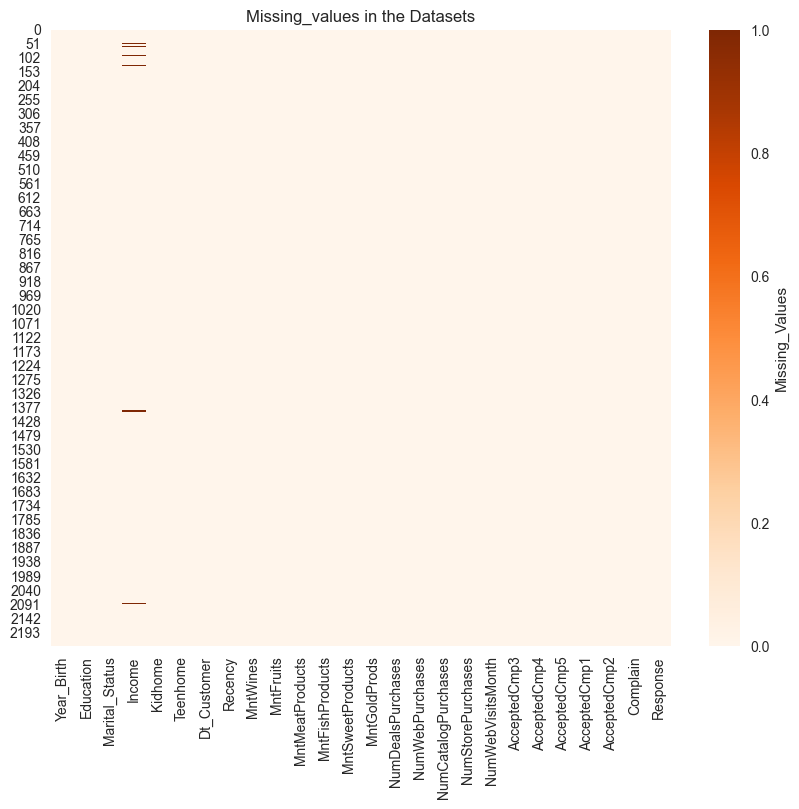 Missing_values in the Datasets
0
51
102
153
204
255
306
357
408
459
510
561
612
663
714
765
816
867
918
969
1020
1071
1122
1173
1224
1275
1326
1377
1428
1479
1530
1581
1632
1683
1734
1785
1836
1887
1938
1989
2040
2091
2142
2193
Year_Birth
Education
Marital_Status
Income
Kidhome
Teenhome
Dt_Customer
Recency
MntWines
MntFruits
MntMeatProducts
MntFishProducts
MntSweetProducts
MntGoldProds
NumDealsPurchases
NumWebPurchases
NumCatalogPurchases
NumStorePurchases
NumWebVisitsMonth
AcceptedCmp3
AcceptedCmp4
AcceptedCmp5
AcceptedCmp1
AcceptedCmp2
Complain
Response
1.0
0.8
0.6
0.4
0.2
0.0
Missing_Values